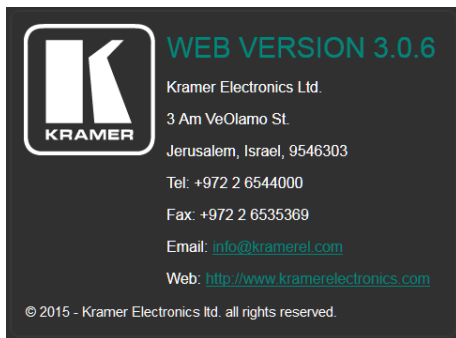 WEB VERSION 3.0.6
KRAMER
Kramer Electronics Ltd.
3 Am VeOlamo St.
Jerusalem, Israel, 9546303
Tel: +972 2 6544000
Fax: +972 2 6535369
Email: info@kramerel.com
Web: http://www.kramerelectronics.com
© 2015 - Kramer Electronics ltd. all rights reserved.